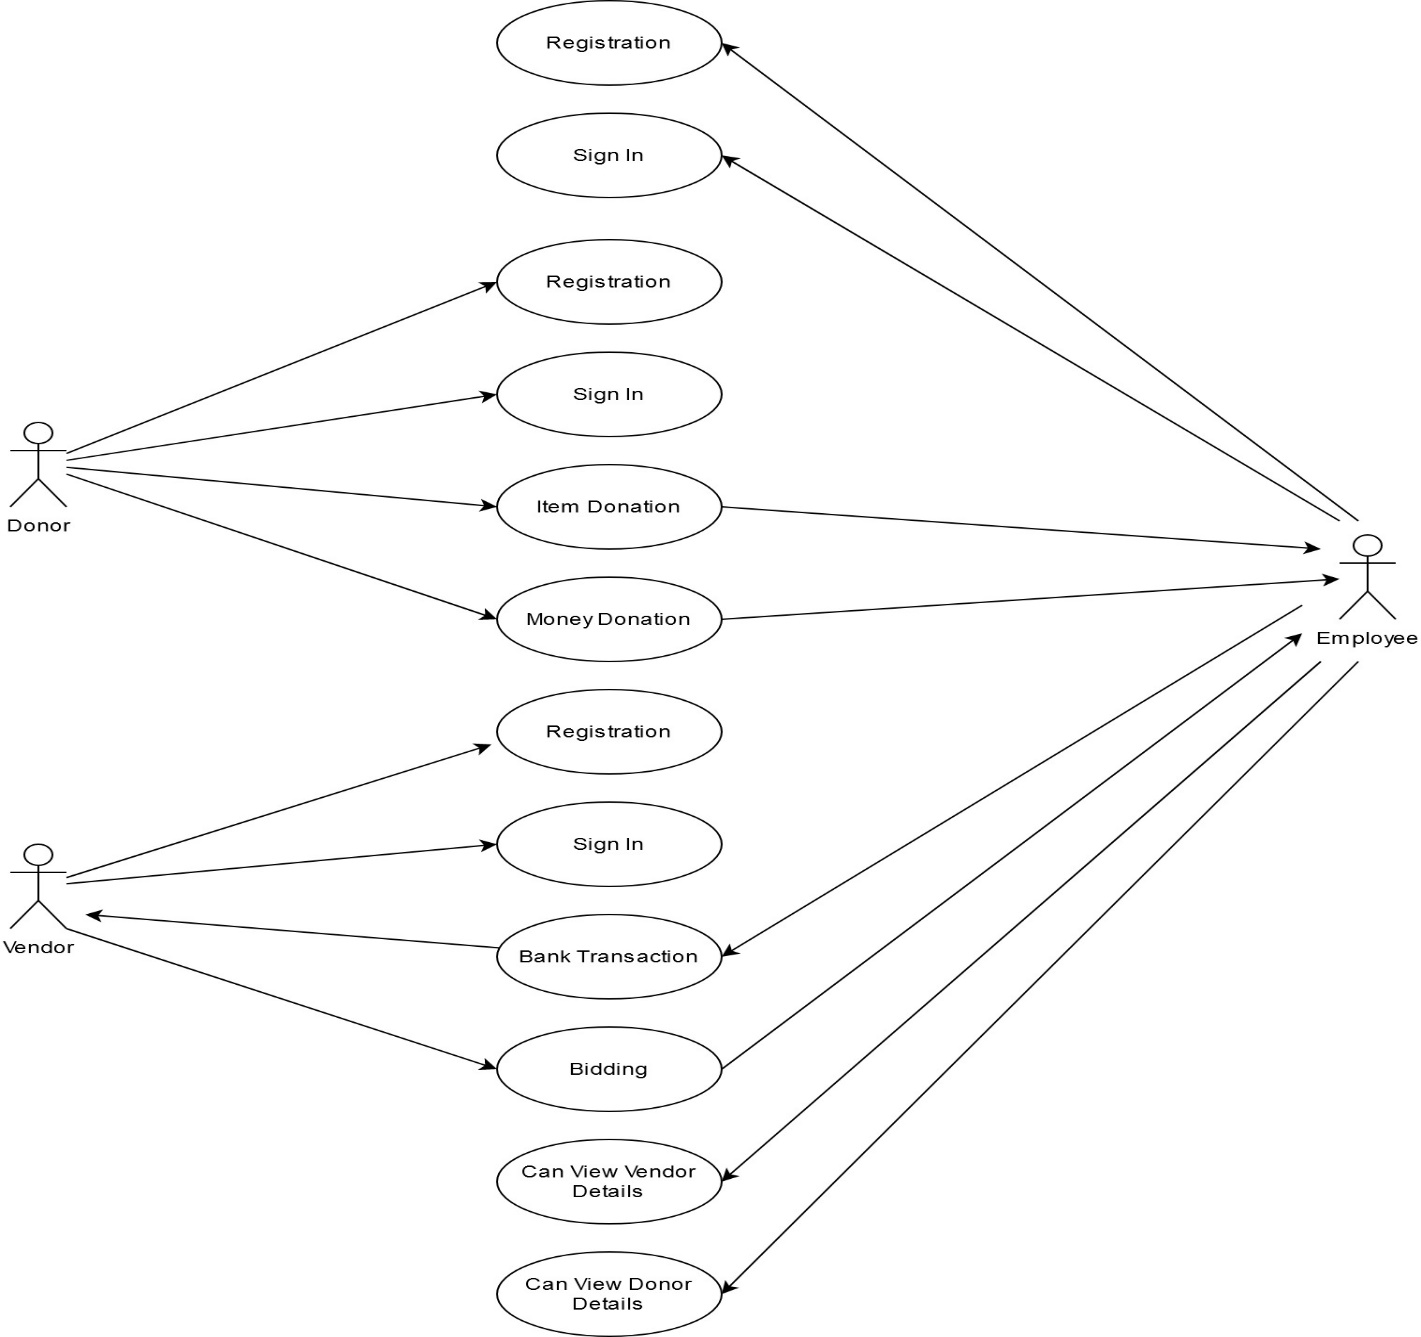 Registration
Sign In
Registration
Sign In
Donor
Item Donation
Employee
Money Donation
Registration
Sign In
Vendor
Bank Transaction
Bidding
Can View Vendor
Details
Can View Donor
Details